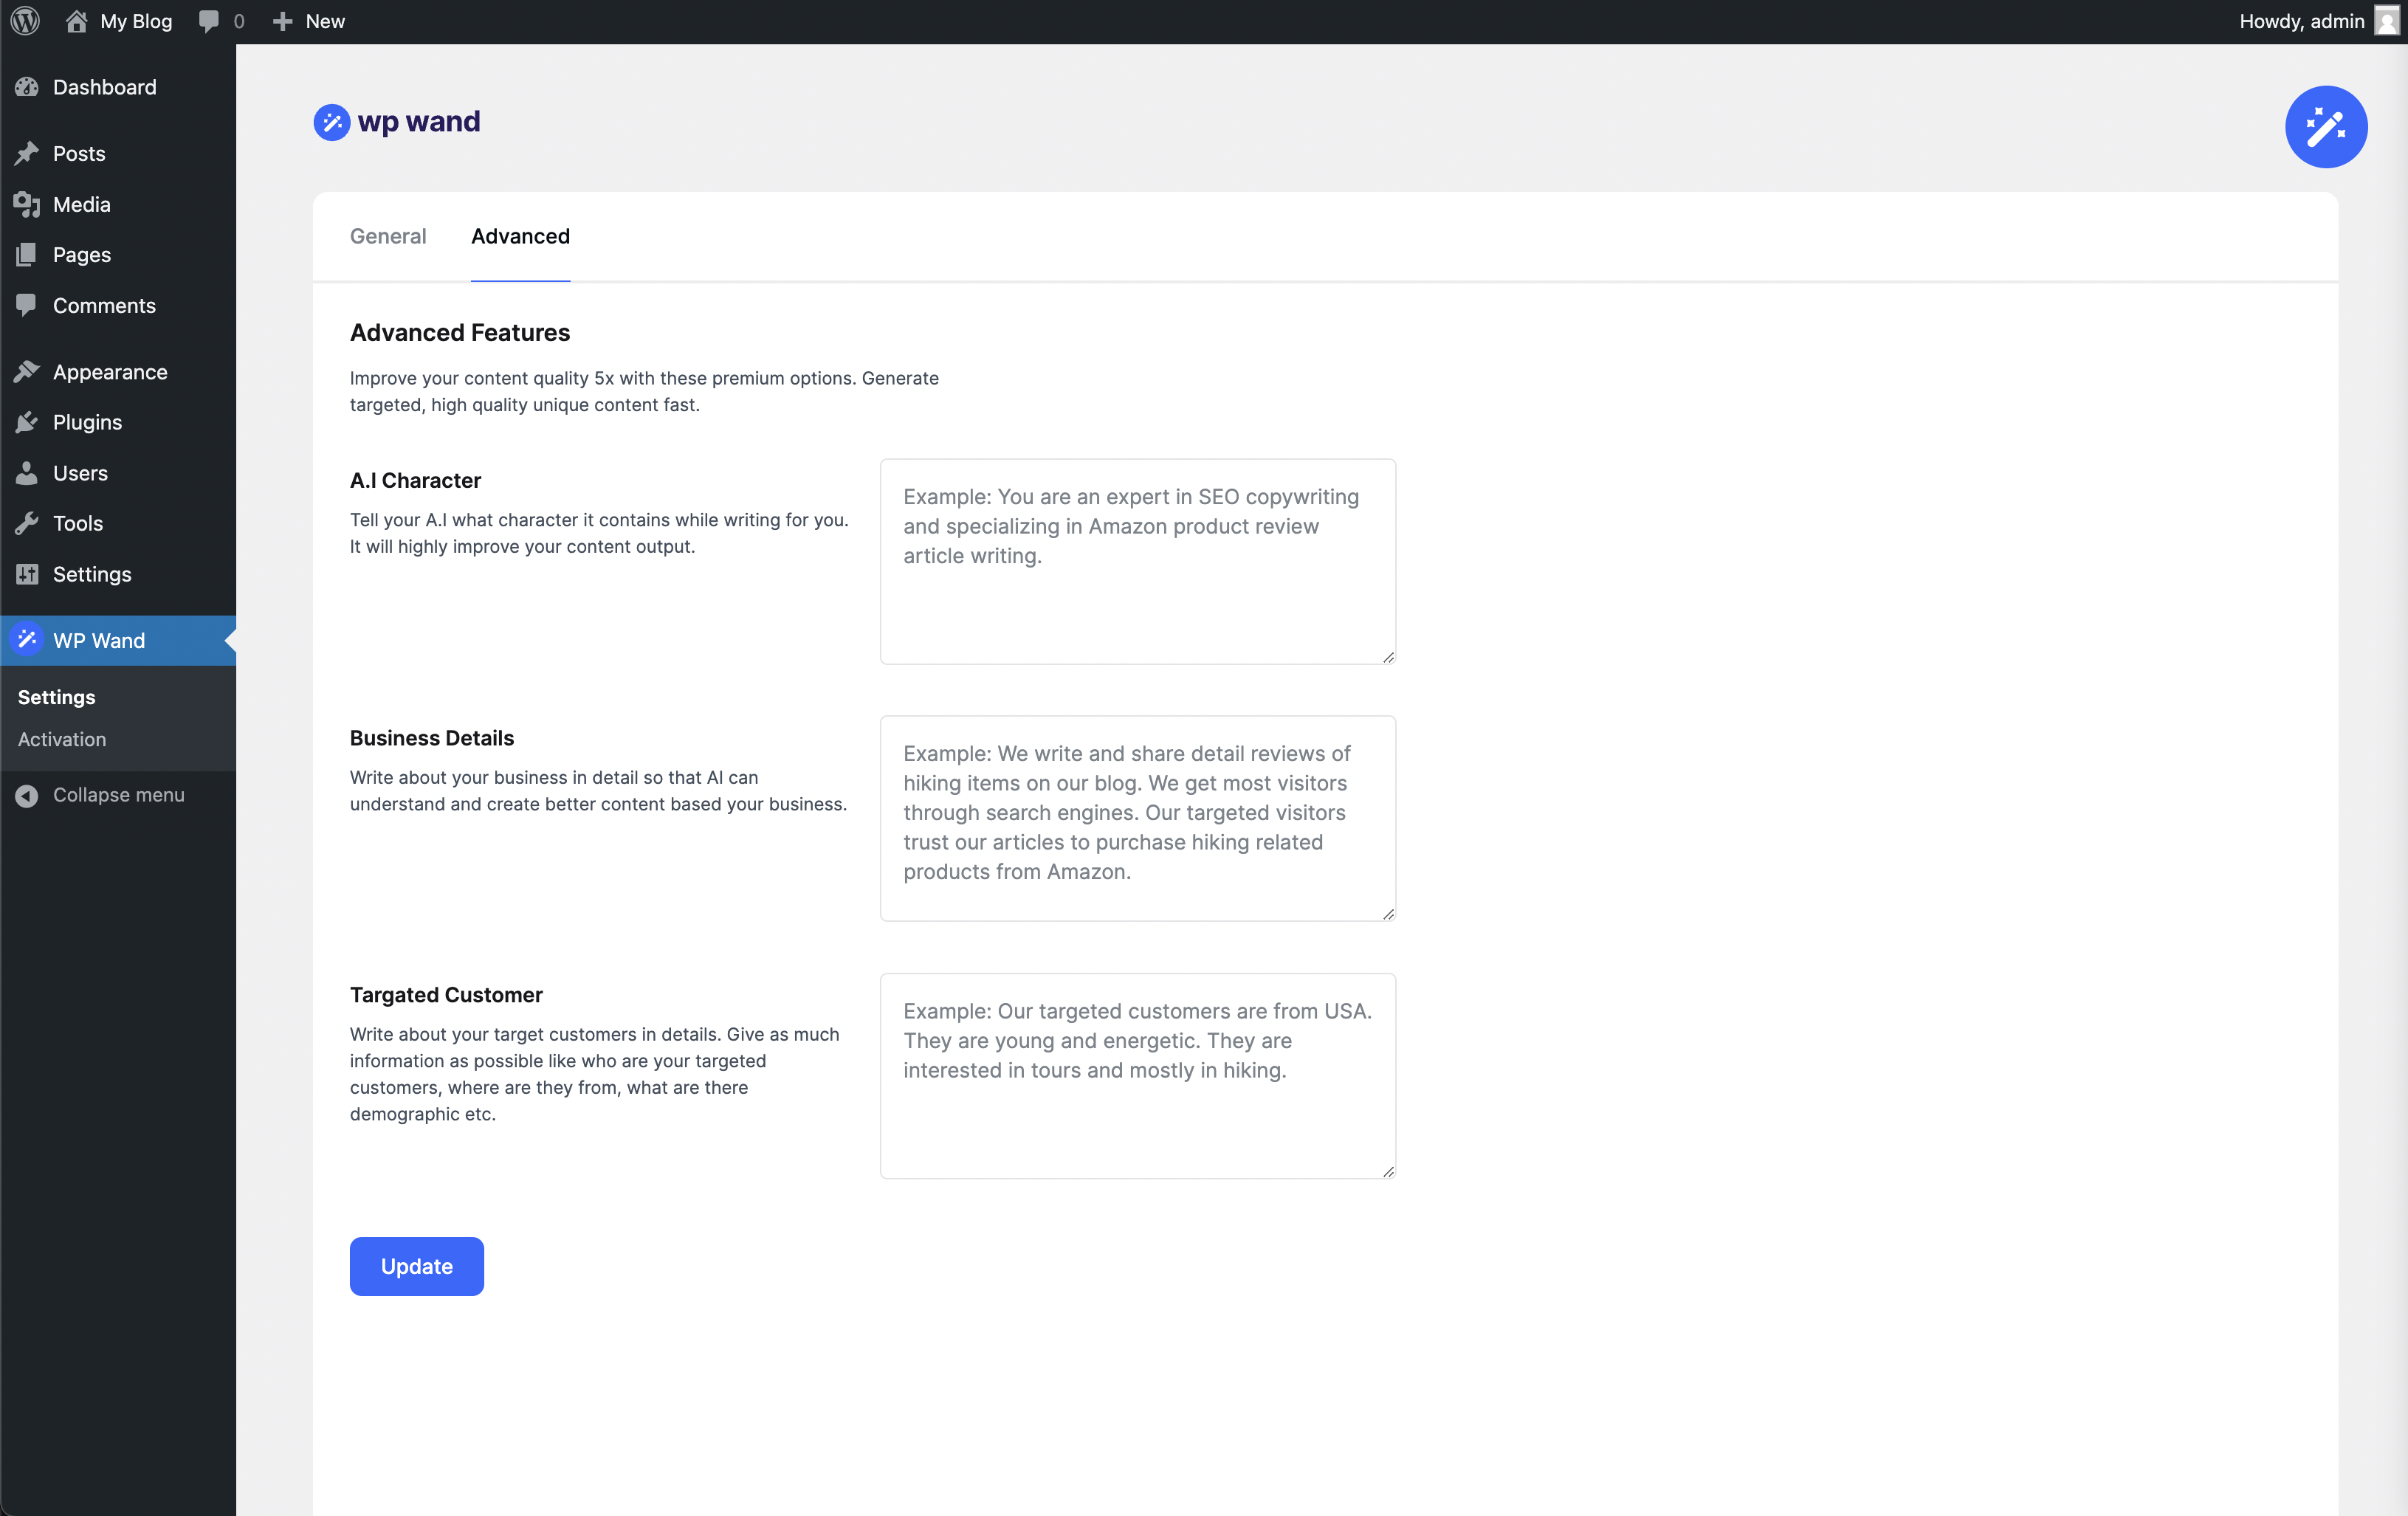 My Blog
0
New
Howdy, admin
Dashboard
Posts
Media
Pages
Comments
Appearance
Plugins
Users
Tools
Settings
WP Wand
Settings
Activation
Collapse menu
wp wand
General
Advanced
Advanced Features
Improve your content quality 5x with these premium options. Generate
targeted, high quality unique content fast.
A.I Character
Tell your A.I what character it contains while writing for you.
It will highly improve your content output.
Example: You are an expert in SEO copywriting
and specializing in Amazon product review
article writing.
Business Details
Write about your business in detail so that AI can
understand and create better content based your business.
Example: We write and share detail reviews of
hiking items on our blog. We get most visitors
through search engines. Our targeted visitors
trust our articles to purchase hiking related
products from Amazon.
Targated Customer
Write about your target customers in details. Give as much
information as possible like who are your targeted
customers, where are they from, what are there
demographic etc.
Example: Our targeted customers are from USA.
They are young and energetic. They are
interested in tours and mostly in hiking.
Update